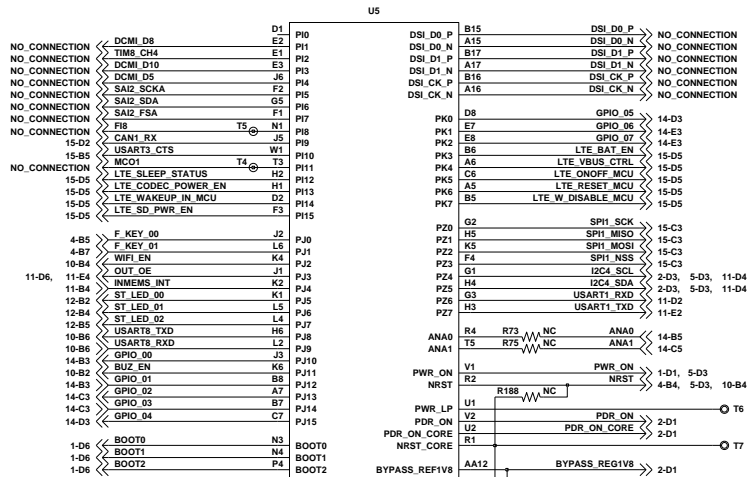 U5
D1 PI0
NO_CONNECTION DCMI_D8 E2 PI1
NO_CONNECTION TIM8_CH4 E1 PI2
NO_CONNECTION DCMI_D10 E3 PI3
NO_CONNECTION DCMI_D5 J6 PI4
NO_CONNECTION SAI2_SCKA F2 PI5
NO_CONNECTION SAI2_SDA G5 PI6
NO_CONNECTION SAI2_FSA F1 PI7
NO_CONNECTION FI8 T5 N1 PI8
15-D2 CAN1_RX J5 PI9
15-B5 USART3_CTS W1 PI10
NO_CONNECTION MCO1 T4 T3 PI11
15-D5 LTE_SLEEP_STATUS H2 PI12
15-D5 LTE_CODEC_POWER_EN H1 PI13
15-D5 LTE_WAKEUP_IN_MCU D2 PI14
15-D5 LTE_SD_PWR_EN F3 PI15
4-B5 F_KEY_00 J2 PJ0
4-B7 F_KEY_01 L6 PJ1
10-B4 WIFI_EN K4 PJ2
11-D6, 11-E4 OUT_OE J1 PJ3
11-B4 INMEMS_INT K2 PJ4
12-B2 ST_LED_00 K1 PJ5
12-B2 ST_LED_01 L5 PJ6
12-B5 ST_LED_02 L4 PJ7
10-B6 USART8_TXD H6 PJ8
10-B6 USART8_RXD L2 PJ9
14-B3 GPIO_00 J3 PJ10
10-B2 BUZ_EN K6 PJ11
14-B3 GPIO_01 B8 PJ12
14-C3 GPIO_02 A7 PJ13
14-C3 GPIO_03 B7 PJ14
14-D3 GPIO_04 C7 PJ15
1-D6 BOOT0 N3 BOOT0
1-D6 BOOT1 N4 BOOT1
1-D6 BOOT2 P4 BOOT2
DSI_D0_P B15 DSI_D0_P NO_CONNECTION
DSI_D0_N A15 DSI_D0_N NO_CONNECTION
DSI_D1_P B17 DSI_D1_P NO_CONNECTION
DSI_D1_N A17 DSI_D1_N NO_CONNECTION
DSI_CK_P B16 DSI_CK_P NO_CONNECTION
DSI_CK_N A16 DSI_CK_N NO_CONNECTION
PK0 D8 GPIO_05 14-D3
PK1 E7 GPIO_06 14-E3
PK2 E8 GPIO_07 14-E3
PK3 B6 LTE_BAT_EN 15-D5
PK4 A6 LTE_VBUS_CTRL 15-D5
PK5 C6 LTE_ONOFF_MCU 15-D5
PK6 A5 LTE_RESET_MCU 15-D5
PK7 B5 LTE_W_DISABLE_MCU 15-D5
PZ0 G2 SPI1_SCK 15-C3
PZ1 H5 SPI1_MISO 15-C3
PZ2 K5 SPI1_MOSI 15-C3
PZ3 F4 SPI1_NSS 15-C3
PZ4 G1 I2C4_SCL 2-D3, 5-D3, 11-D4
PZ5 H4 I2C4_SDA 2-D3, 5-D3, 11-D4
PZ6 G3 USART1_RXD 11-D2
PZ7 H3 USART1_TXD 11-E2
ANA0 R4 R73 NC ANA0 14-B5
ANA1 T5 R75 NC ANA1 14-C5
PWR_ON V1 PWR_ON 1-D1, 5-D3
NRST R2 NRST 4-B4, 5-D3, 10-B4
R188 NC
PWR_LP U1 T6
PDR_ON V2 PDR_ON 2-D1
PDR_ON_CORE U2 PDR_ON_CORE 2-D1
NRST_CORE R1 T7
BYPASS_REF1V8 AA12 BYPASS_REG1V8 2-D1